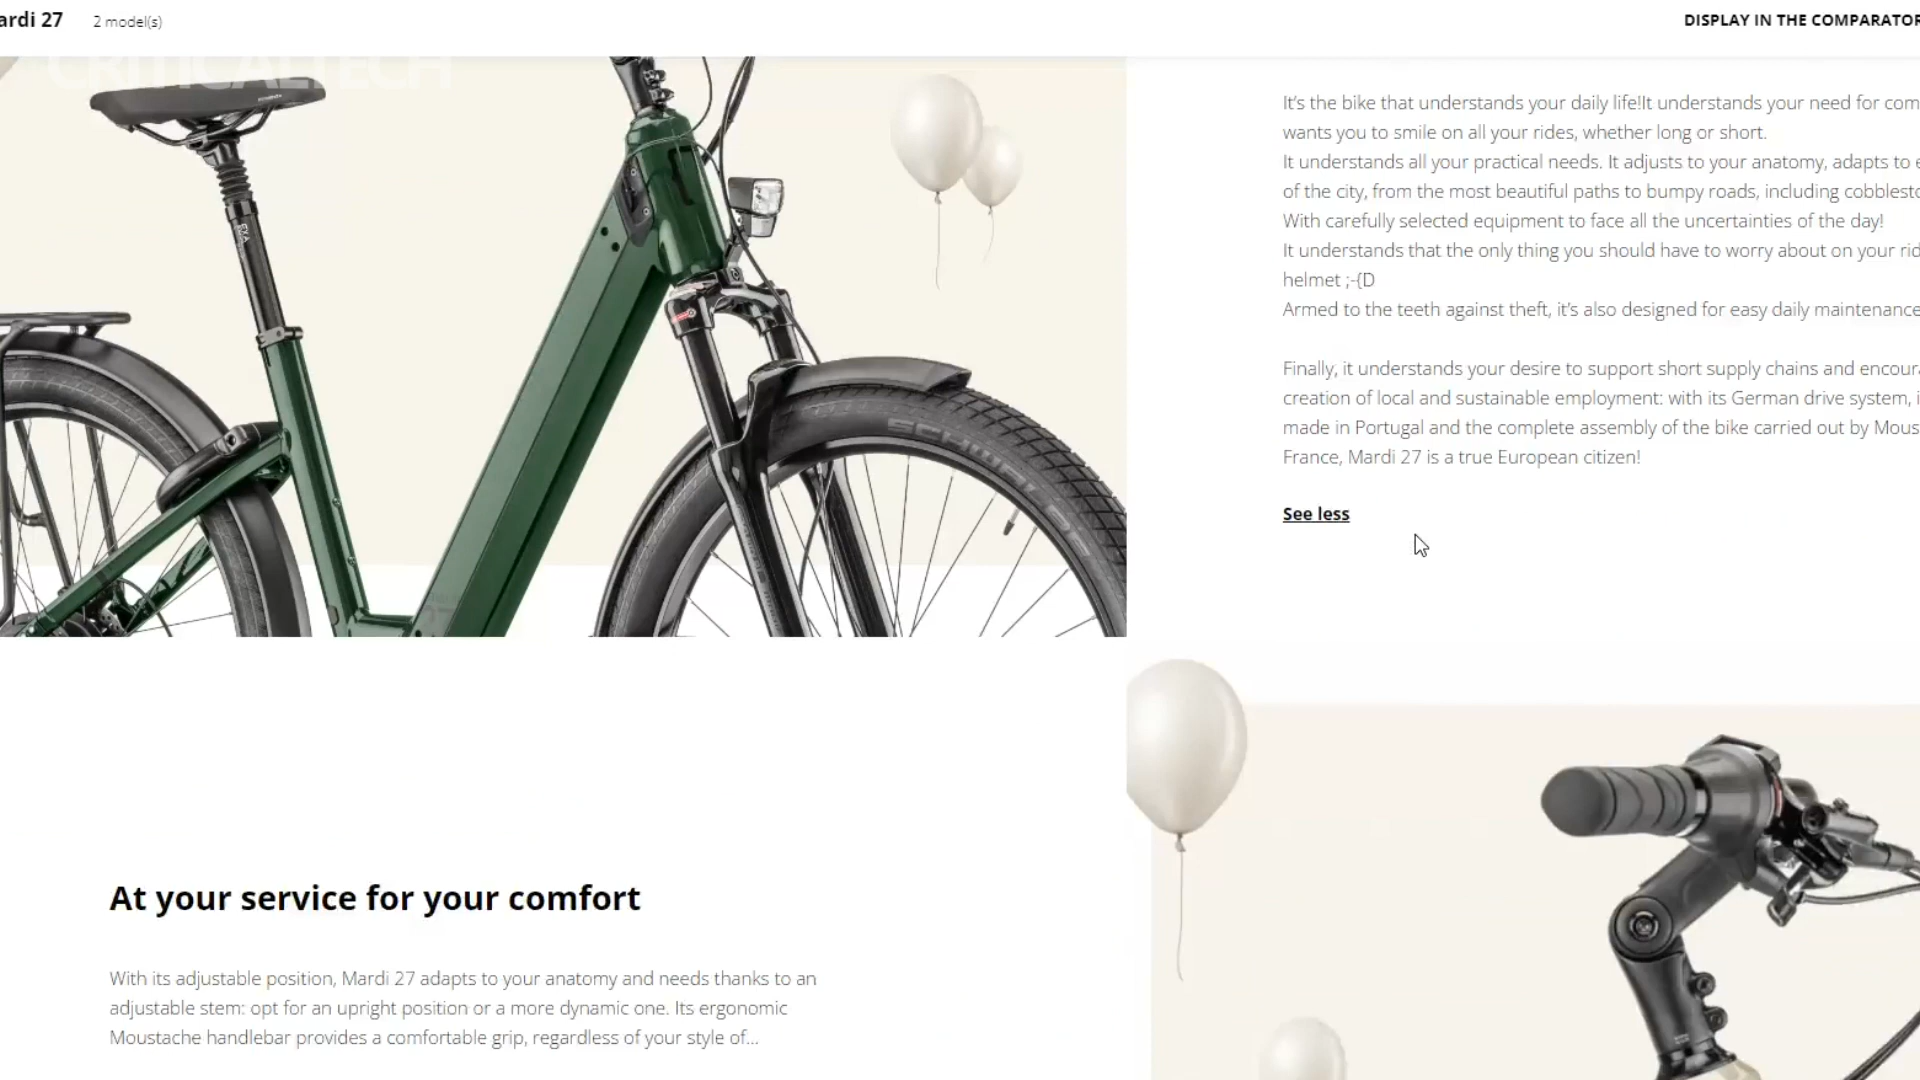 ardi 27 2 model(s)
DISPLAY IN THE COMPARATOR
CRITICALTECH
EXA
SCHWALBE
It's the bike that understands your daily life!It understands your need for com
wants you to smile on all your rides, whether long or short.
It understands all your practical needs. It adjusts to your anatomy, adapts to e
of the city, from the most beautiful paths to bumpy roads, including cobblesto
With carefully selected equipment to face all the uncertainties of the day!
It understands that the only thing you should have to worry about on your rid
helmet ;-{D
Armed to the teeth against theft, it's also designed for easy daily maintenance
Finally, it understands your desire to support short supply chains and encoura
creation of local and sustainable employment: with its German drive system, i
made in Portugal and the complete assembly of the bike carried out by Mous
France, Mardi 27 is a true European citizen!
See less
At your service for your comfort
With its adjustable position, Mardi 27 adapts to your anatomy and needs thanks to an
adjustable stem: opt for an upright position or a more dynamic one. Its ergonomic
Moustache handlebar provides a comfortable grip, regardless of your style of...